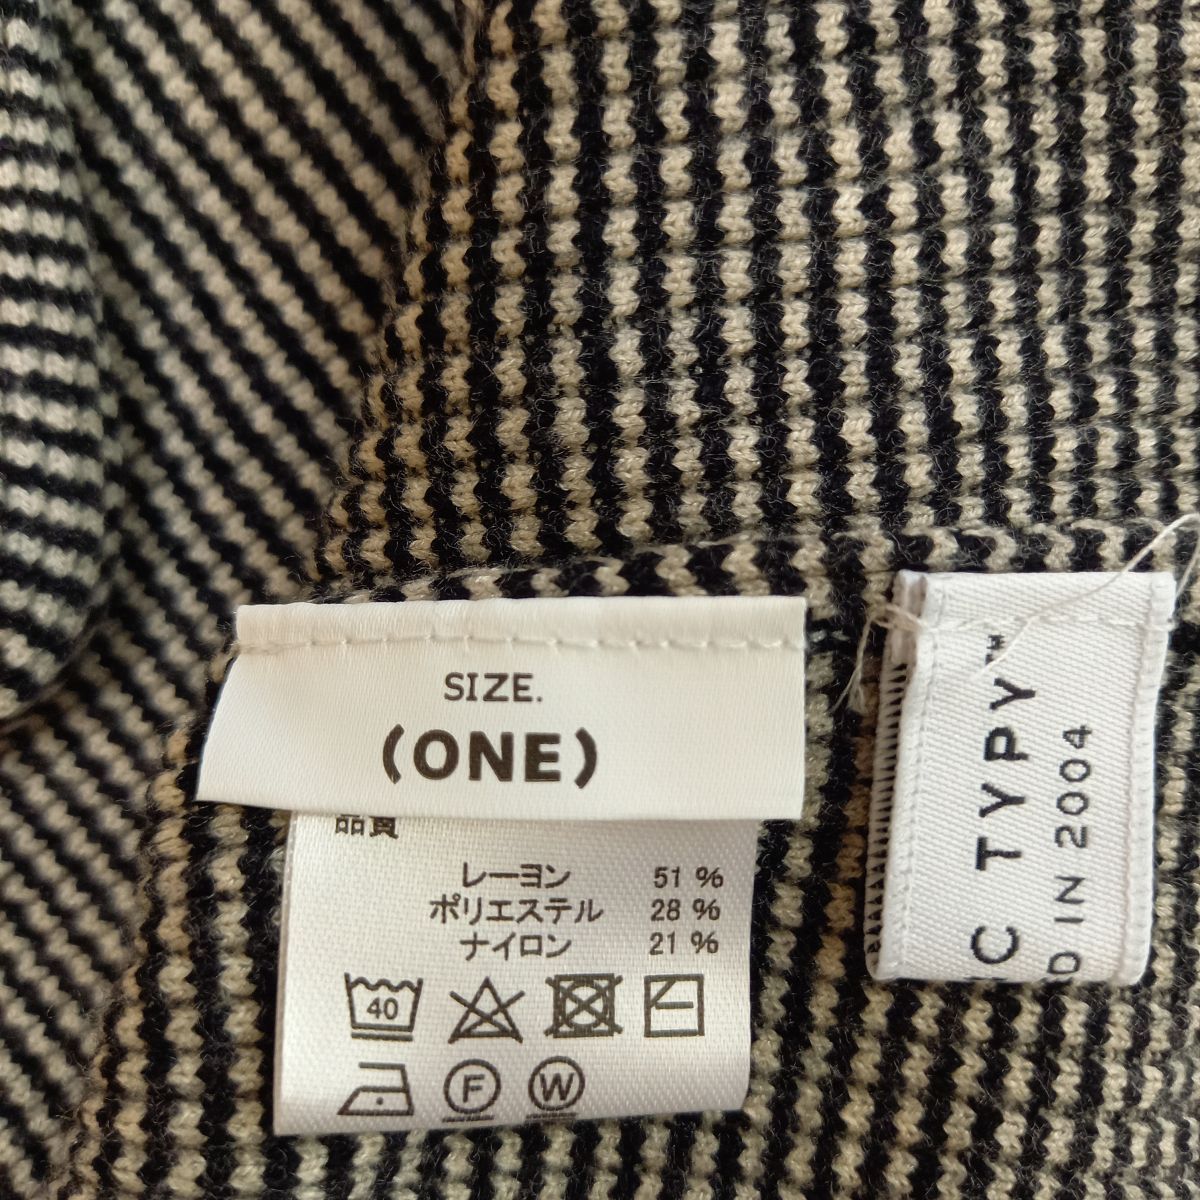 SIZE.
(ONE)
品質
レーヨン 51 %
ポリエステル 28 %
ナイロン 21 %
40
F
W
TYPY™
IN 2004